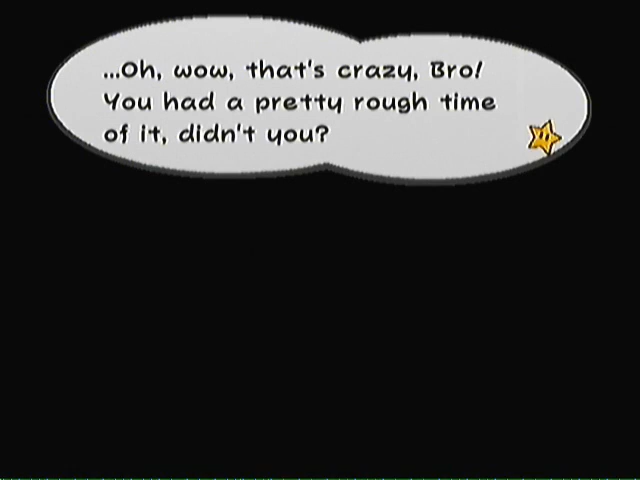 ...Oh, wow, that's crazy, Bro!
You had a pretty rough time
of it, didn't you?